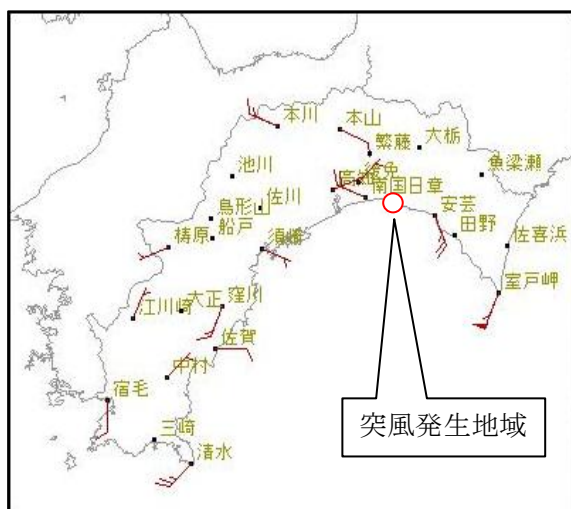 本川
本山
繁藤
大栃
魚梁瀬
池川
高知
後免
南国日章
佐川
鳥形山
船戸
安芸
田野
佐喜浜
梼原
須崎
室戸岬
江川崎
大正
窪川
佐賀
中村
宿毛
三崎
清水
突風発生地域